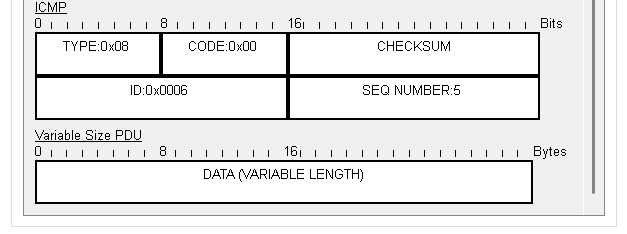 ICMP
0 8 16 Bits
TYPE:0x08 CODE:0x00 CHECKSUM
ID:0x0006 SEQ NUMBER:5
Variable Size PDU
0 8 16 Bytes
DATA (VARIABLE LENGTH)